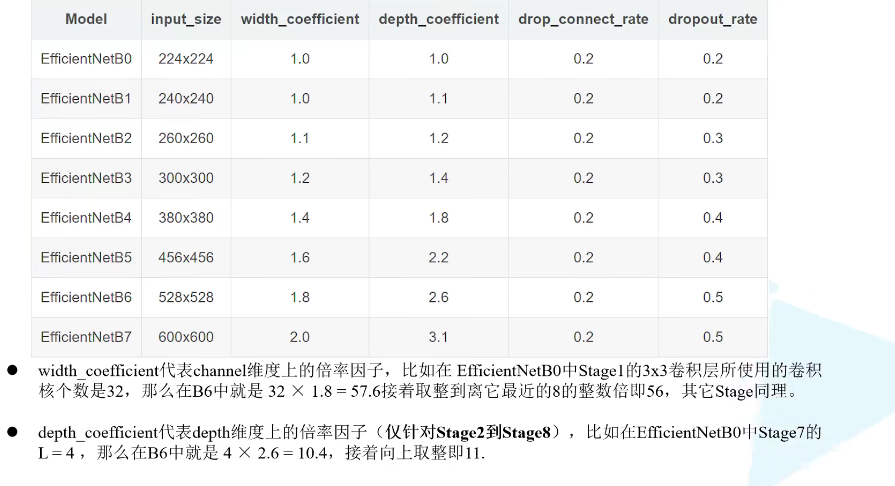 Model input_size width_coefficient depth_coefficient drop_connect_rate dropout_rate
EfficientNetB0 224x224 1.0 1.0 0.2 0.2
EfficientNetB1 240x240 1.0 1.1 0.2 0.2
EfficientNetB2 260x260 1.1 1.2 0.2 0.3
EfficientNetB3 300x300 1.2 1.4 0.2 0.3
EfficientNetB4 380x380 1.4 1.8 0.2 0.4
EfficientNetB5 456x456 1.6 2.2 0.2 0.4
EfficientNetB6 528x528 1.8 2.6 0.2 0.5
EfficientNetB7 600x600 2.0 3.1 0.2 0.5
● width_coefficient代表channel维度上的倍率因子，比如在 EfficientNetB0中Stage1的3x3卷积层所使用的卷积
核个数是32，那么在B6中就是 32 × 1.8 = 57.6接着取整到离它最近的8的整数倍即56，其它Stage同理。
● depth_coefficient代表depth维度上的倍率因子（仅针对Stage2到Stage8），比如在EfficientNetB0中Stage7的
L = 4 ，那么在B6中就是 4 × 2.6 = 10.4，接着向上取整即11.